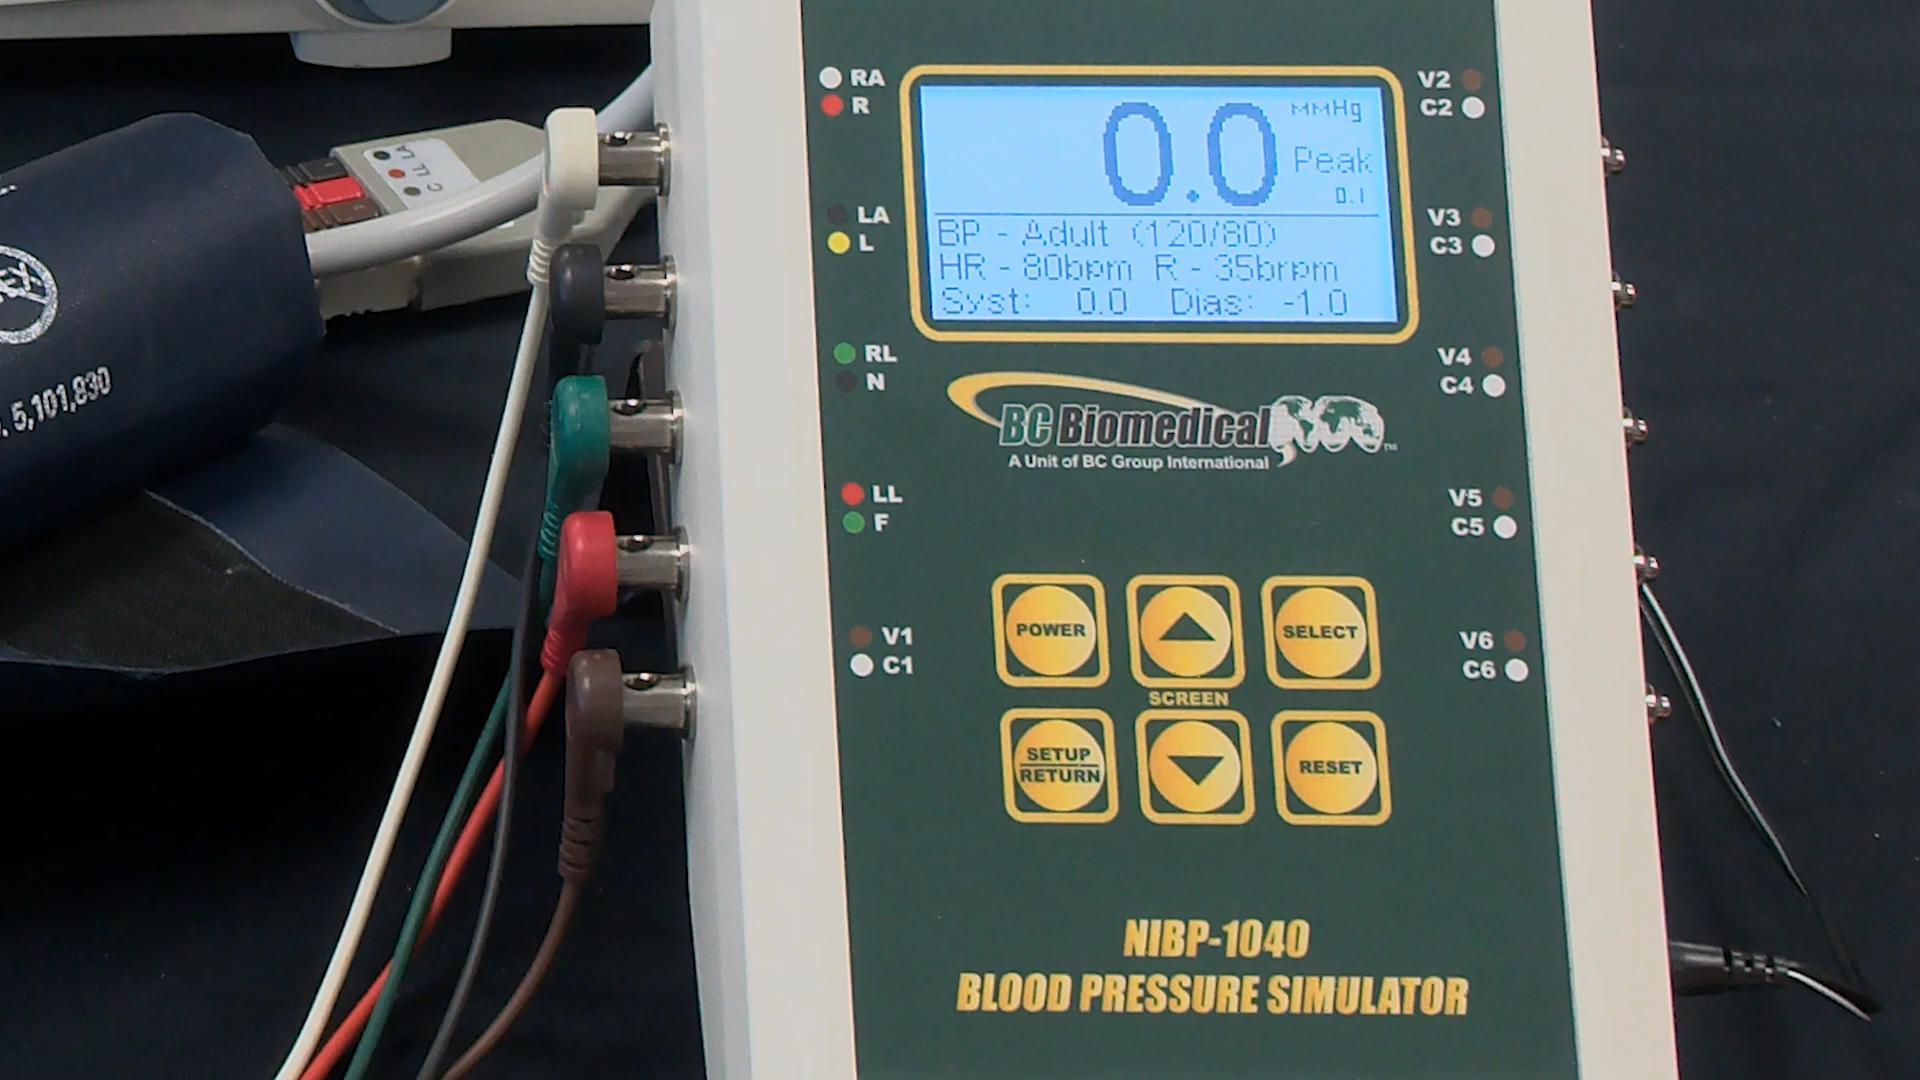 RA
R
LA
L
RL
N
LL
F
V1
C1
0.0 MMHg
Peak
0.1
BP - Adult (120/80)
HR - 80bpm R - 35brpm
Syst: 0.0 Dias: -1.0
V2
C2
V3
C3
V4
C4
V5
C5
V6
C6
BC Biomedical ™
A Unit of BC Group International
POWER
SELECT
SCREEN
SETUP
RETURN
RESET
NIBP-1040
BLOOD PRESSURE SIMULATOR
C LL LA
5,101,830